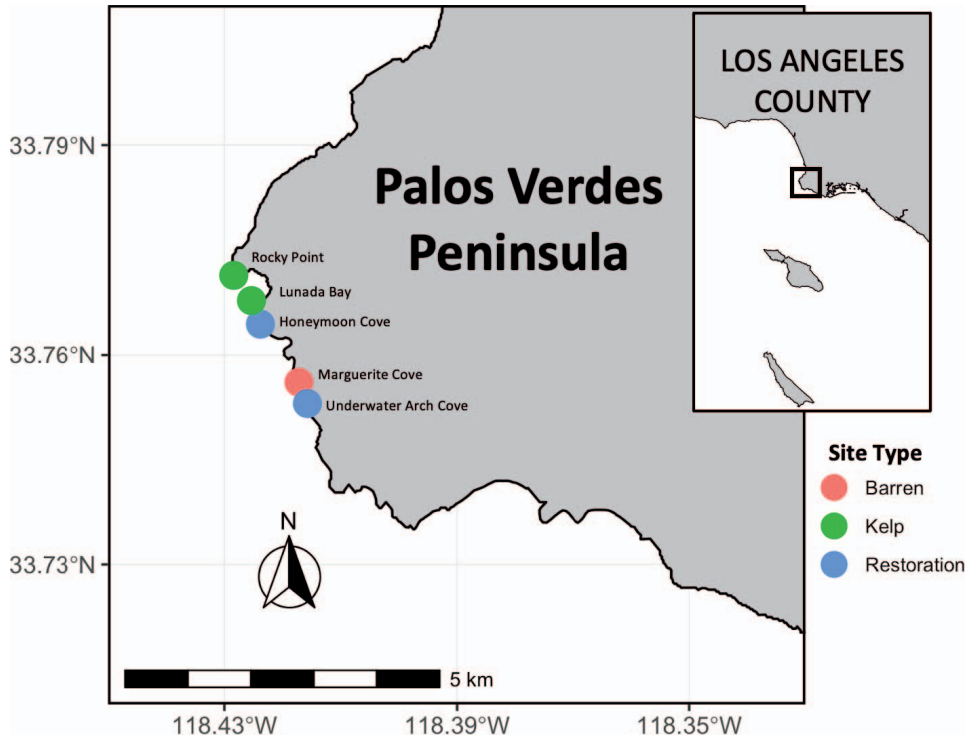 LOS ANGELES
COUNTY
33.79°N
Palos Verdes
Peninsula
Rocky Point
Lunada Bay
Honeymoon Cove
33.76°N
Marguerite Cove
Underwater Arch Cove
Site Type
Barren
Kelp
Restoration
N
33.73°N
5 km
118.43°W
118.39°W
118.35°W